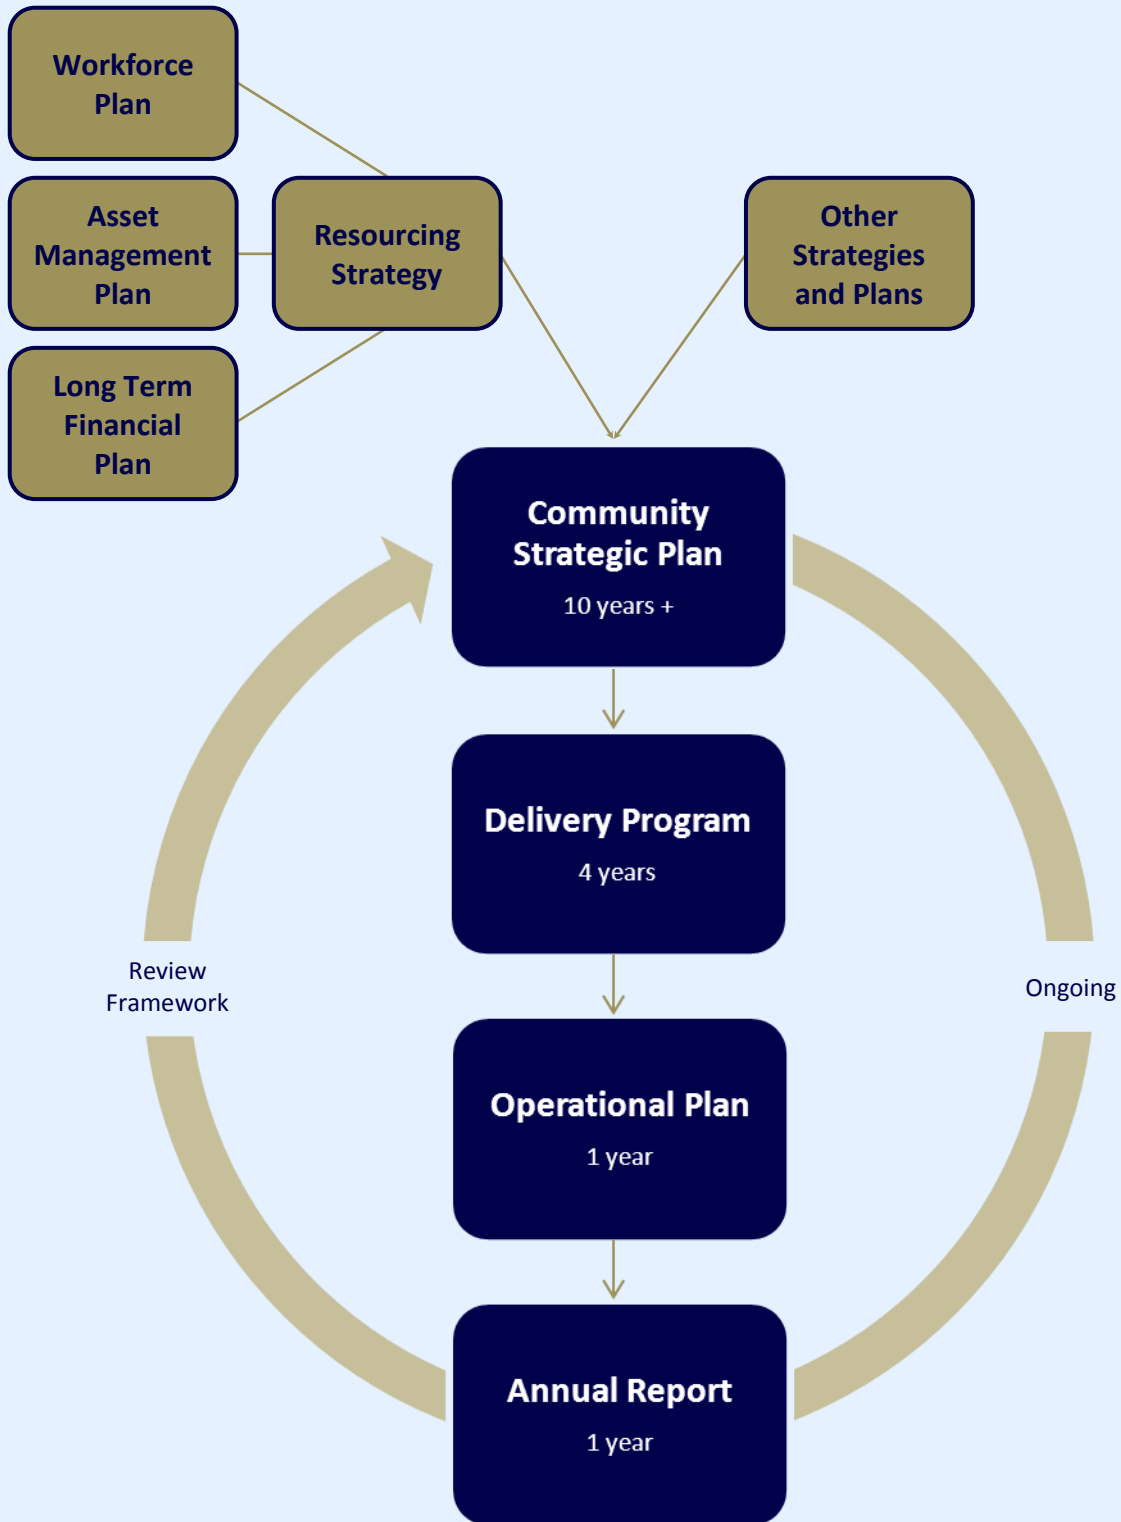 Workforce
Plan
Asset
Management
Plan
Long Term
Financial
Plan
Resourcing
Strategy
Other
Strategies
and Plans
Community
Strategic Plan
10 years +
Delivery Program
4 years
Review
Framework
Ongoing
Operational Plan
1 year
Annual Report
1 year